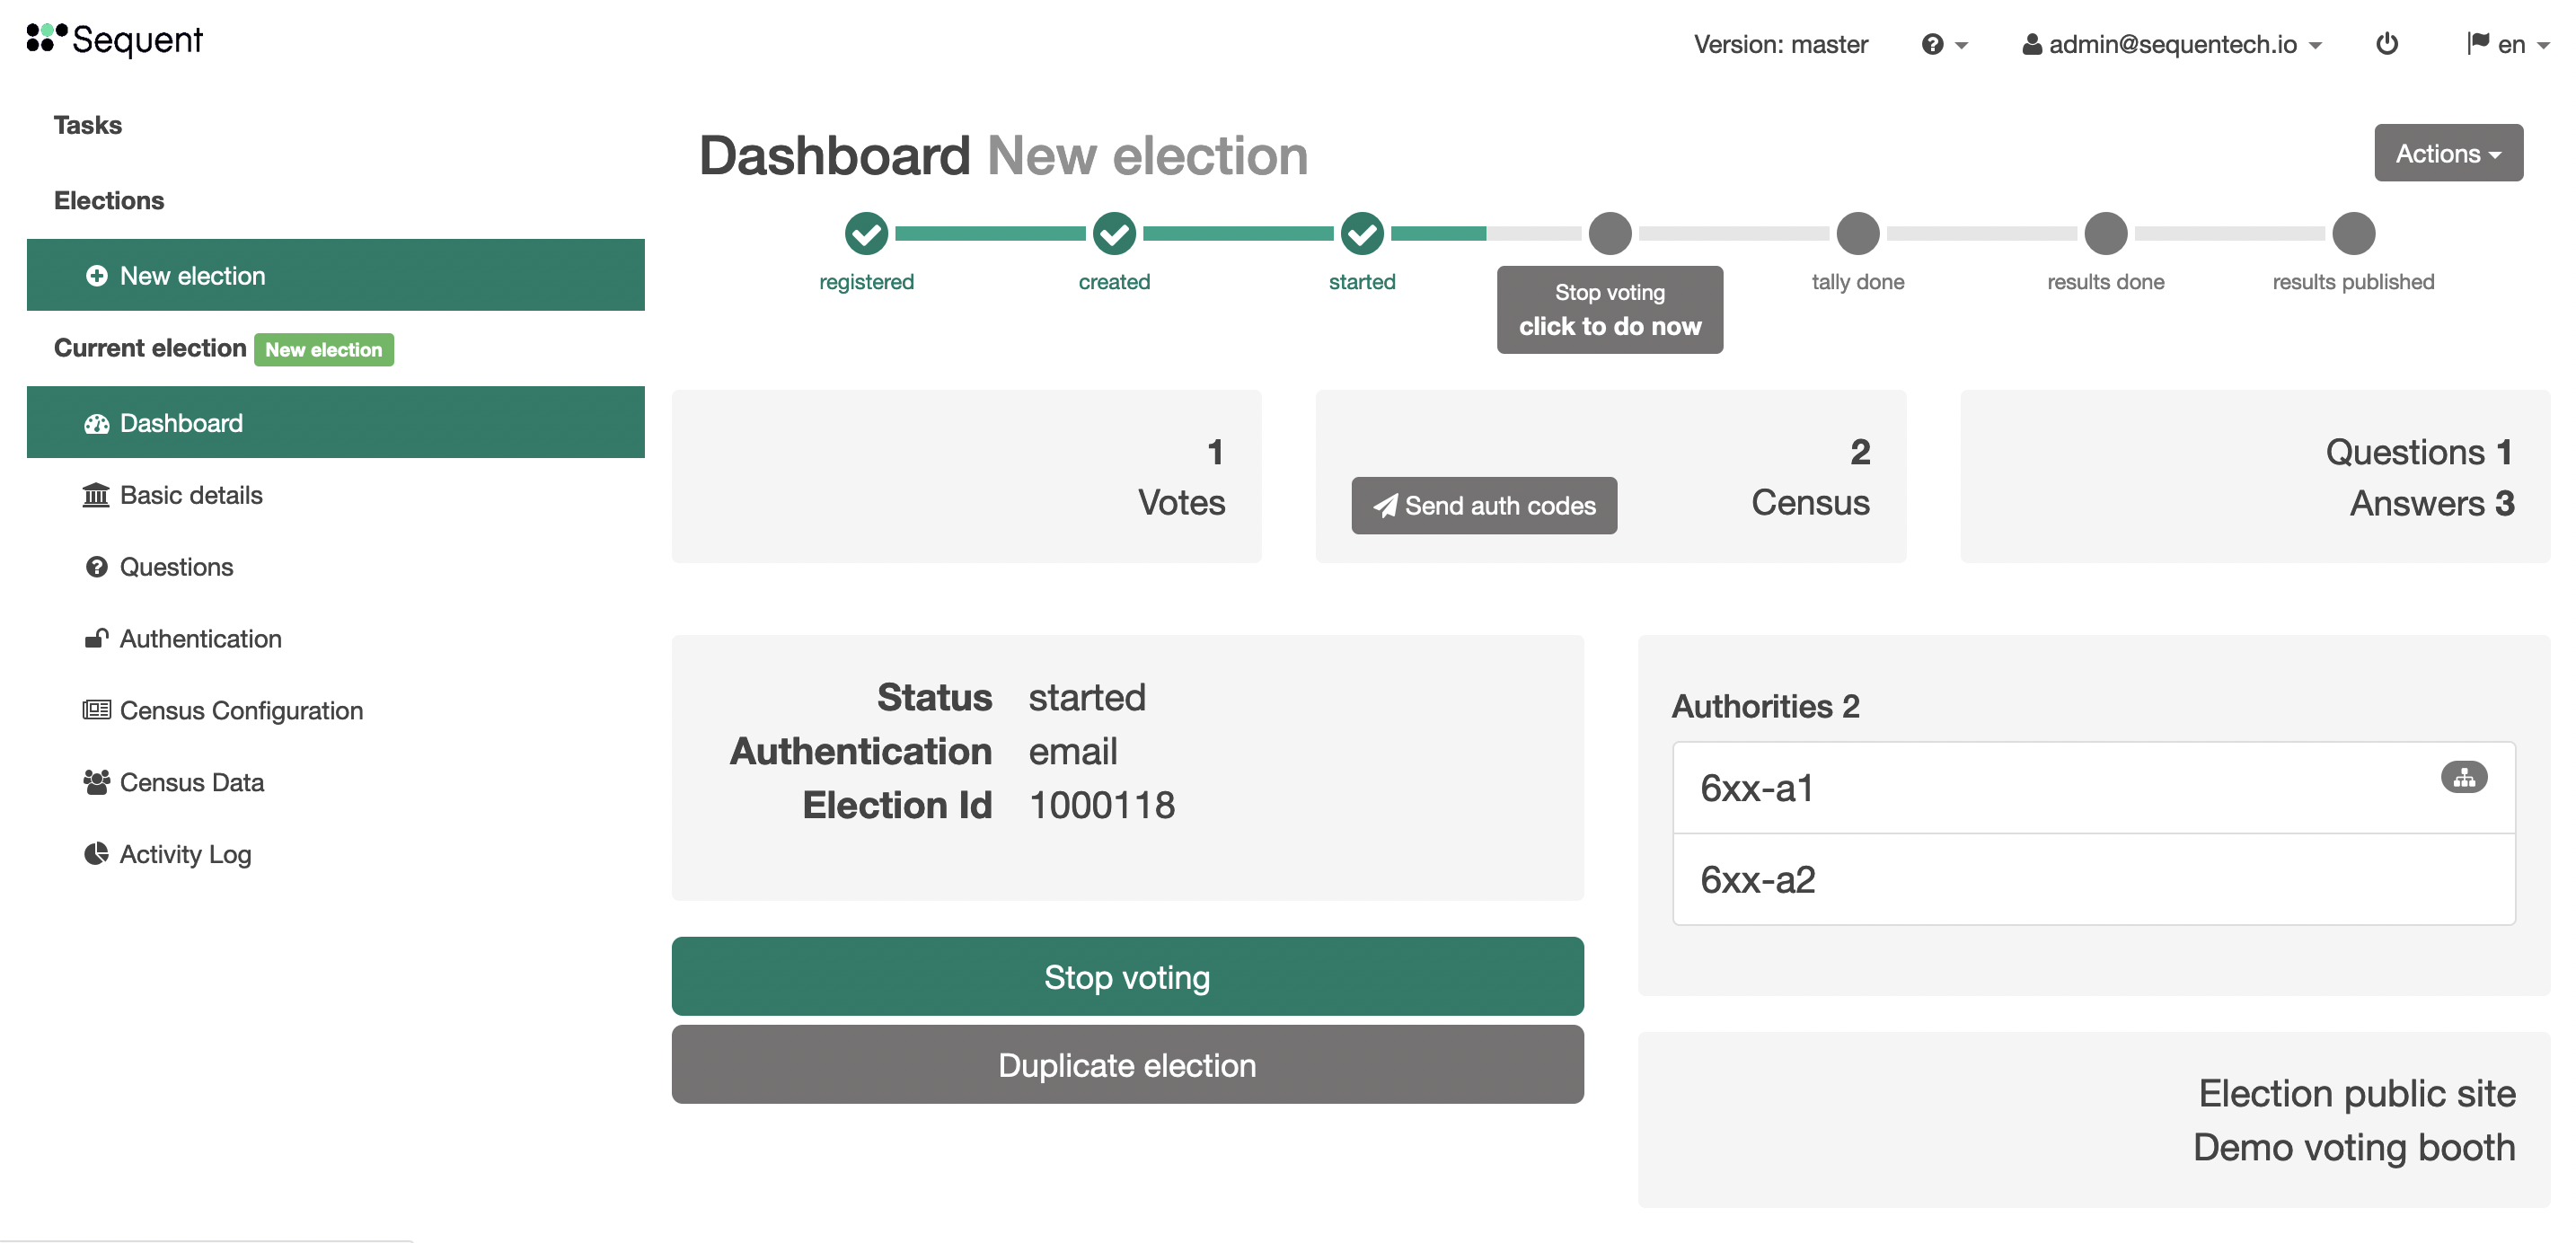 Sequent
Version: master
admin@sequentech.io
en
Tasks
Elections
New election
Current election New election
Dashboard
Basic details
Questions
Authentication
Census Configuration
Census Data
Activity Log
Dashboard New election
Actions
registered
created
started
Stop voting
click to do now
tally done
results done
results published
1
Votes
2
Send auth codes
Census
Questions 1
Answers 3
Status started
Authentication email
Election Id 1000118
Stop voting
Duplicate election
Authorities 2
6xx-a1
6xx-a2
Election public site
Demo voting booth